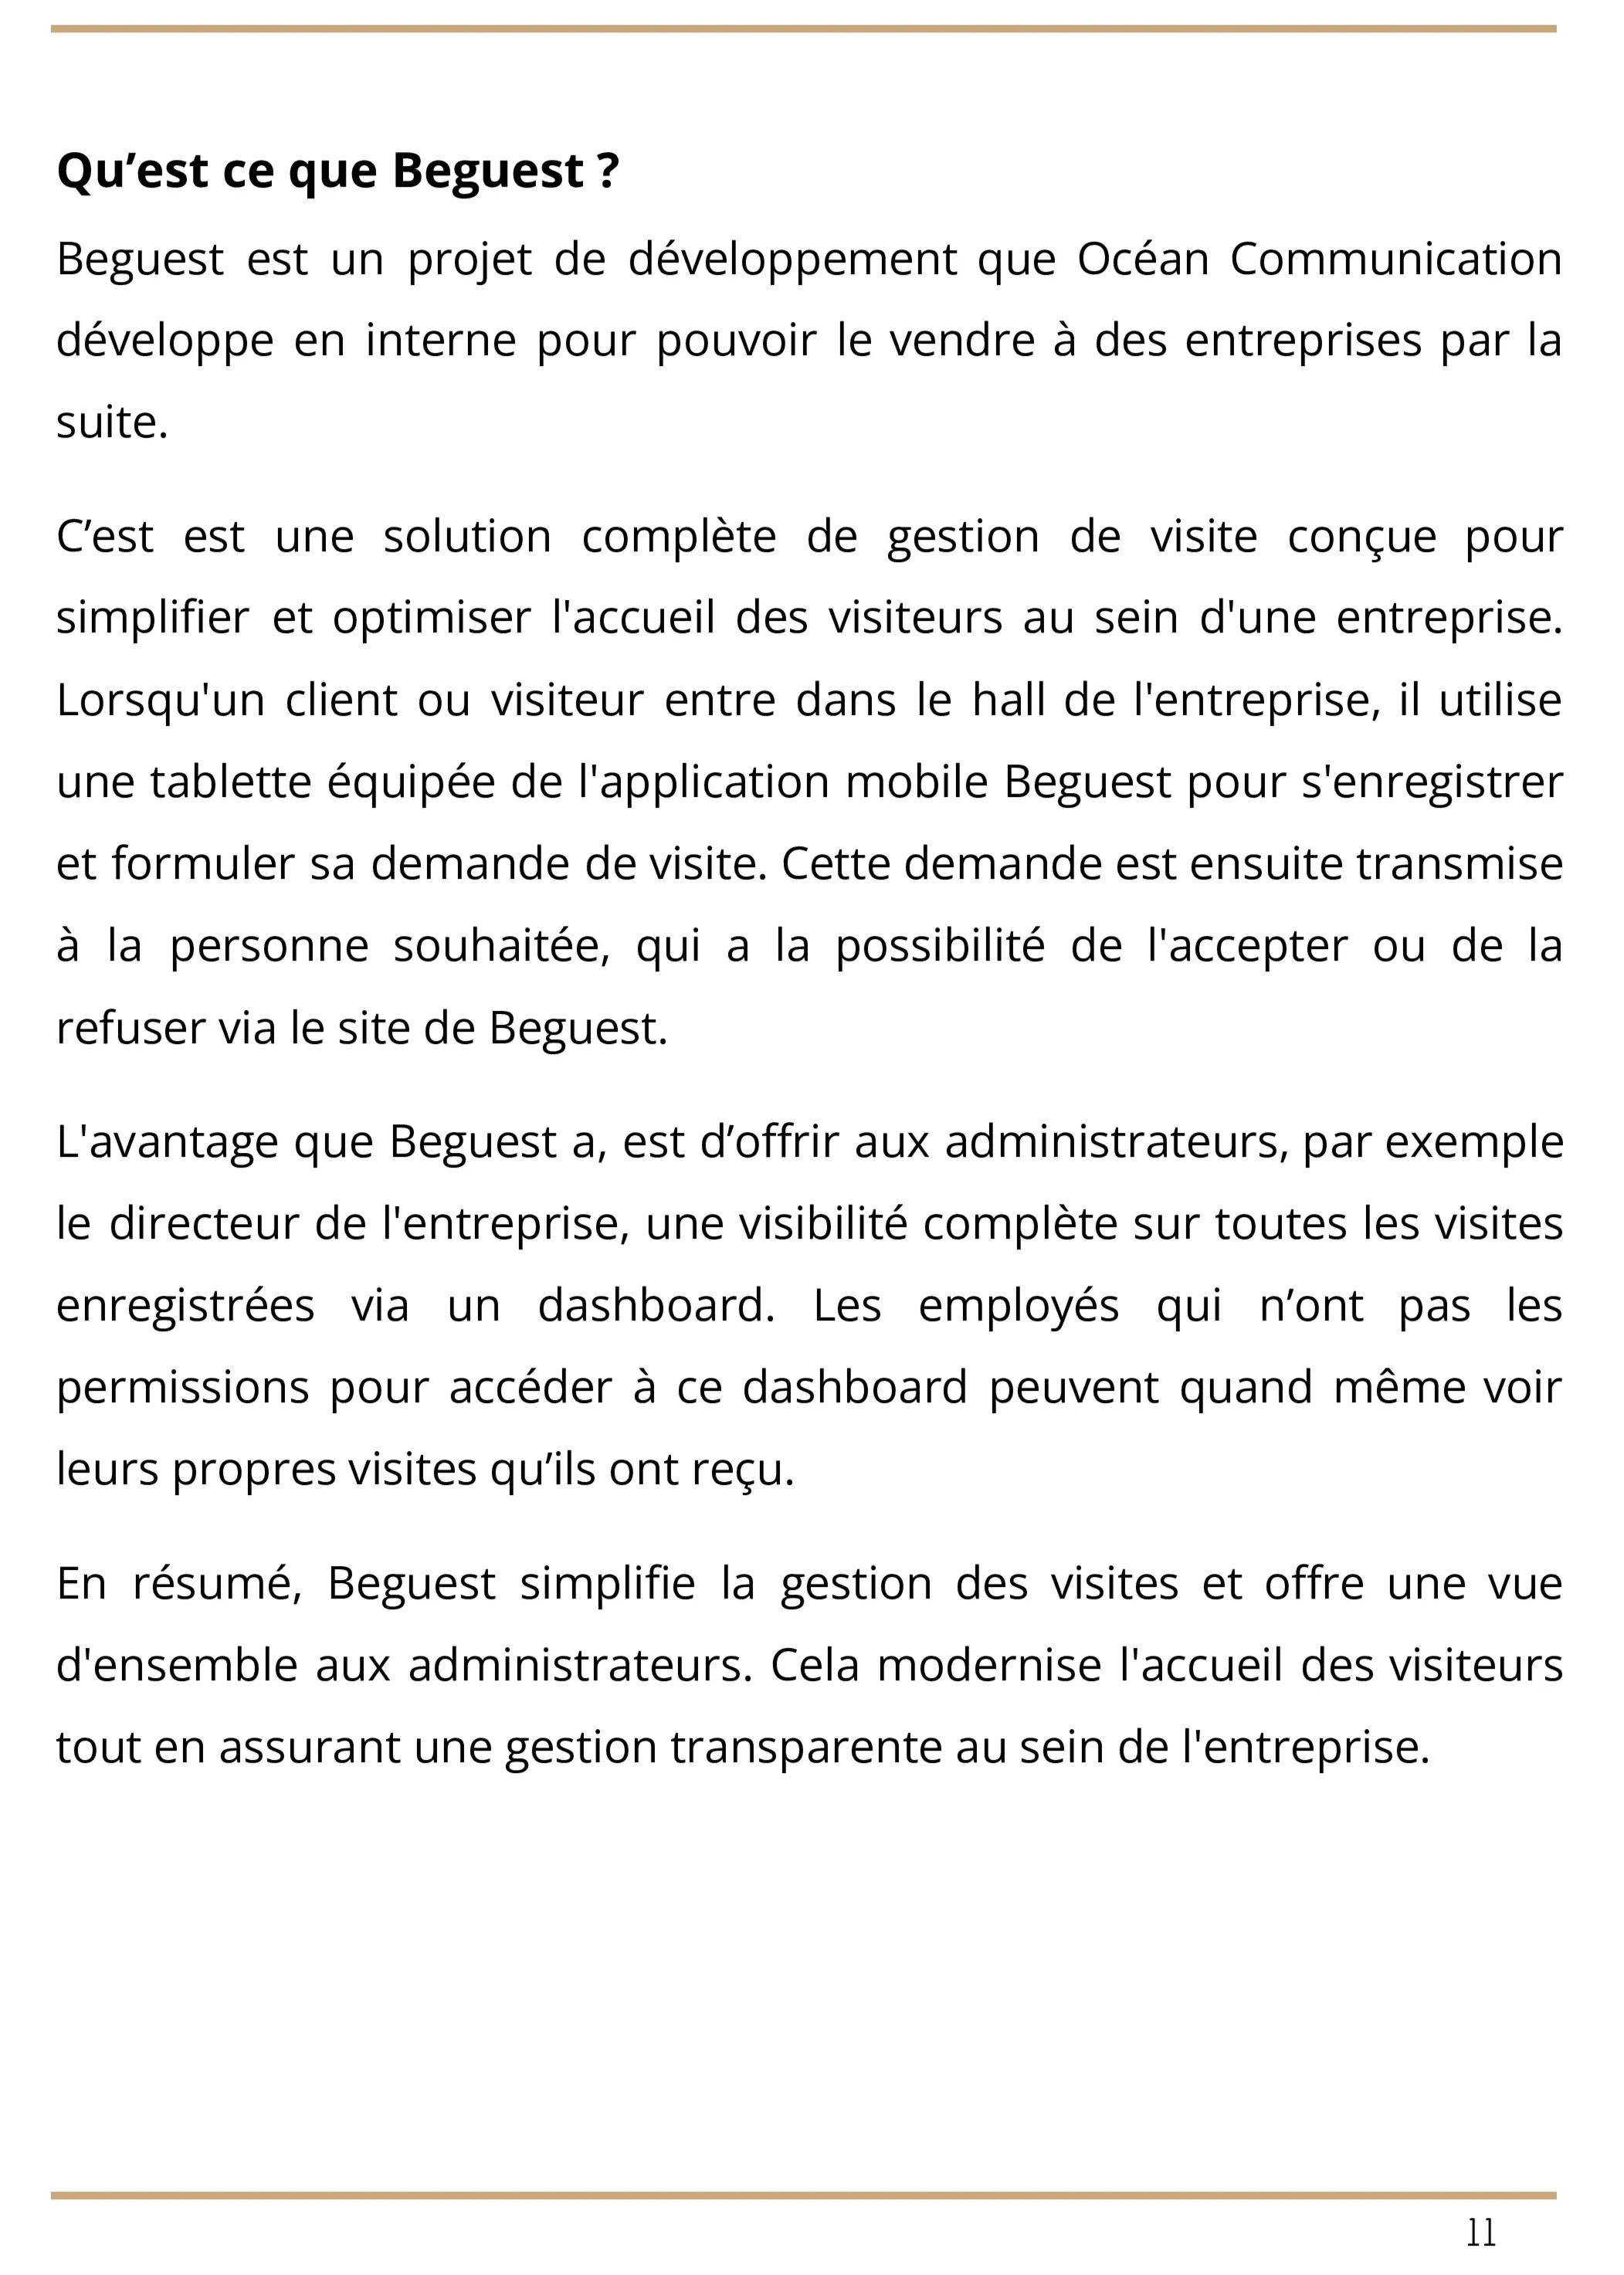 Qu’est ce que Beguest ?
Beguest est un projet de développement que Océan Communication
développe en interne pour pouvoir le vendre à des entreprises par la
suite.
C’est est une solution complète de gestion de visite conçue pour
simplifier et optimiser l'accueil des visiteurs au sein d'une entreprise.
Lorsqu'un client ou visiteur entre dans le hall de l'entreprise, il utilise
une tablette équipée de l'application mobile Beguest pour s'enregistrer
et formuler sa demande de visite. Cette demande est ensuite transmise
à la personne souhaitée, qui a la possibilité de l'accepter ou de la
refuser via le site de Beguest.
L'avantage que Beguest a, est d’offrir aux administrateurs, par exemple
le directeur de l'entreprise, une visibilité complète sur toutes les visites
enregistrées via un dashboard. Les employés qui n’ont pas les
permissions pour accéder à ce dashboard peuvent quand même voir
leurs propres visites qu’ils ont reçu.
En résumé, Beguest simplifie la gestion des visites et offre une vue
d'ensemble aux administrateurs. Cela modernise l'accueil des visiteurs
tout en assurant une gestion transparente au sein de l'entreprise.
11